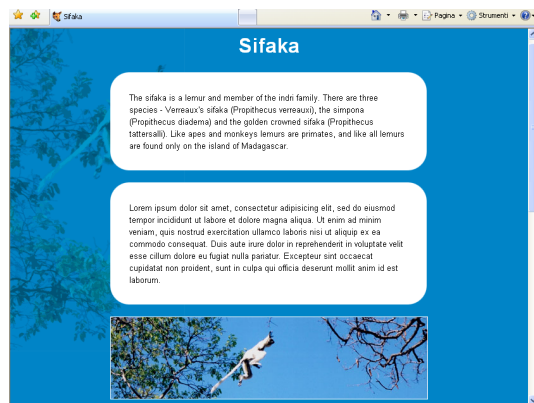 Sifaka
Pagina
Strumenti
Sifaka
The sifaka is a lemur and member of the indri family. There are three
species - Verreaux's sifaka (Propithecus verreauxi), the simpona
(Propithecus diadema) and the golden crowned sifaka (Propithecus
tattersalli). Like apes and monkeys lemurs are primates, and like all lemurs
are found only on the island of Madagascar.
Lorem ipsum dolor sit amet, consectetur adipisicing elit, sed do eiusmod
tempor incididunt ut labore et dolore magna aliqua. Ut enim ad minim
veniam, quis nostrud exercitation ullamco laboris nisi ut aliquip ex ea
commodo consequat. Duis aute irure dolor in reprehenderit in voluptate velit
esse cillum dolore eu fugiat nulla pariatur. Excepteur sint occaecat
cupidatat non proident, sunt in culpa qui officia deserunt mollit anim id est
laborum.